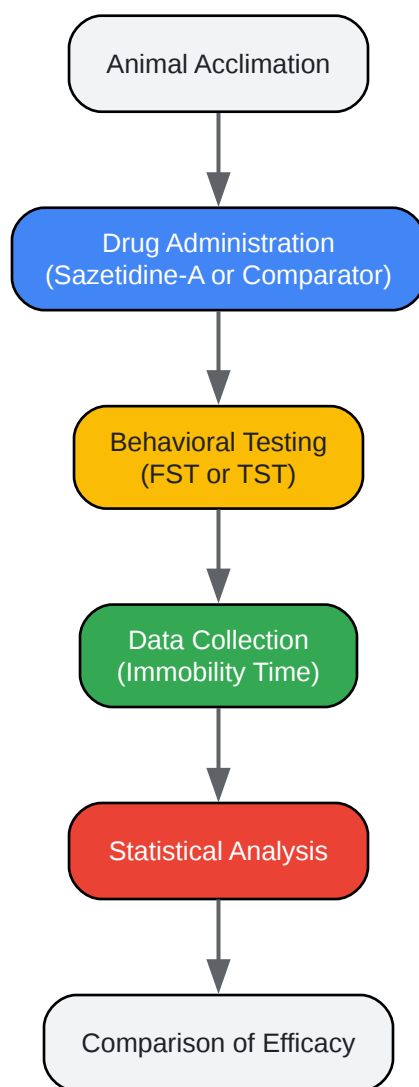 Animal Acclimation
Drug Administration
(Sazetidine-A or Comparator)
Behavioral Testing
(FST or TST)
Data Collection
(Immobility Time)
Statistical Analysis
Comparison of Efficacy